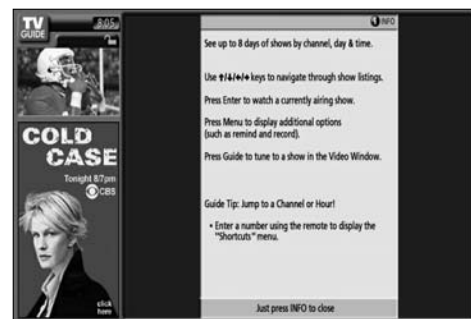 TV
GUIDE
8:05
INFO
See up to 8 days of shows by channel, day & time.
Use ↑/↓/←/→ keys to navigate through show listings.
Press Enter to watch a currently airing show.
Press Menu to display additional options
(such as remind and record).
Press Guide to tune to a show in the Video Window.
Guide Tip: Jump to a Channel or Hour!
• Enter a number using the remote to display the
"Shortcuts" menu.
Just press INFO to close
COLD
CASE
Tonight 8/7pm
CBS
click
here